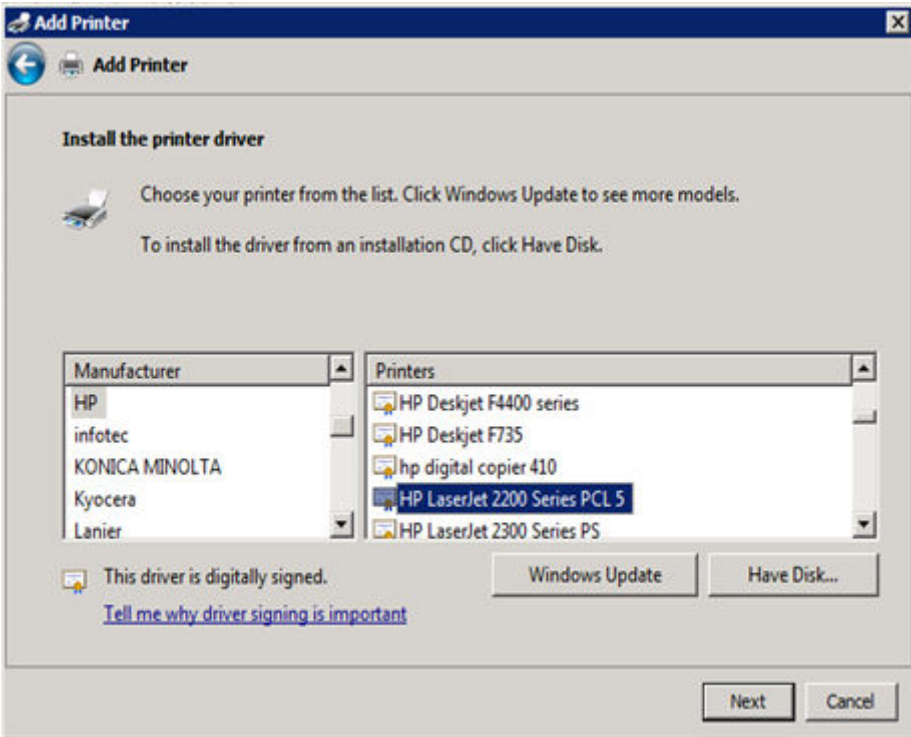 Add Printer
Add Printer
Install the printer driver
Choose your printer from the list. Click Windows Update to see more models.
To install the driver from an installation CD, click Have Disk.
Manufacturer
HP
infotec
KONICA MINOLTA
Kyocera
Lanier
Printers
HP Deskjet F4400 series
HP Deskjet F735
hp digital copier 410
HP LaserJet 2200 Series PCL 5
HP LaserJet 2300 Series PS
This driver is digitally signed.
Tell me why driver signing is important
Windows Update
Have Disk...
Next
Cancel